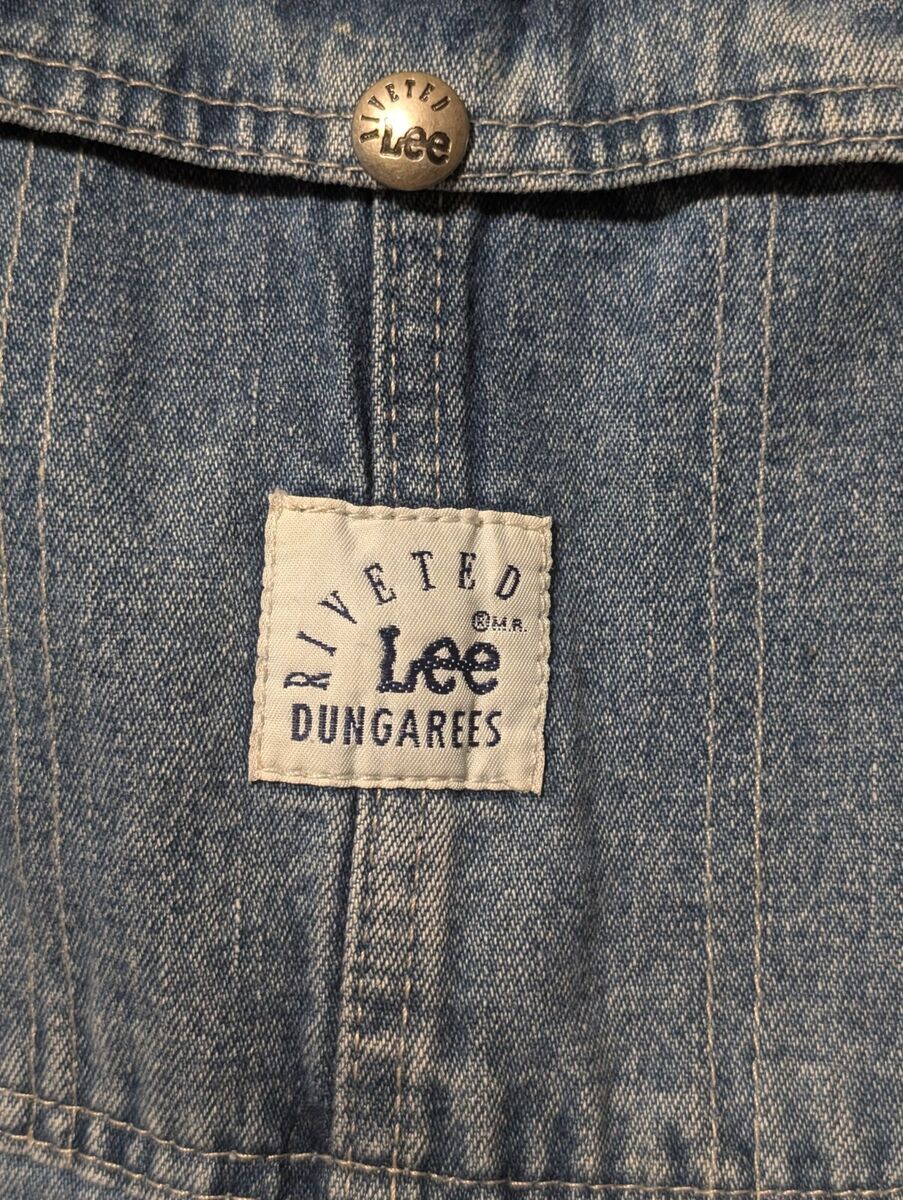 RIVETED
Lee
RIVETED
® M.R.
Lee
DUNGAREES